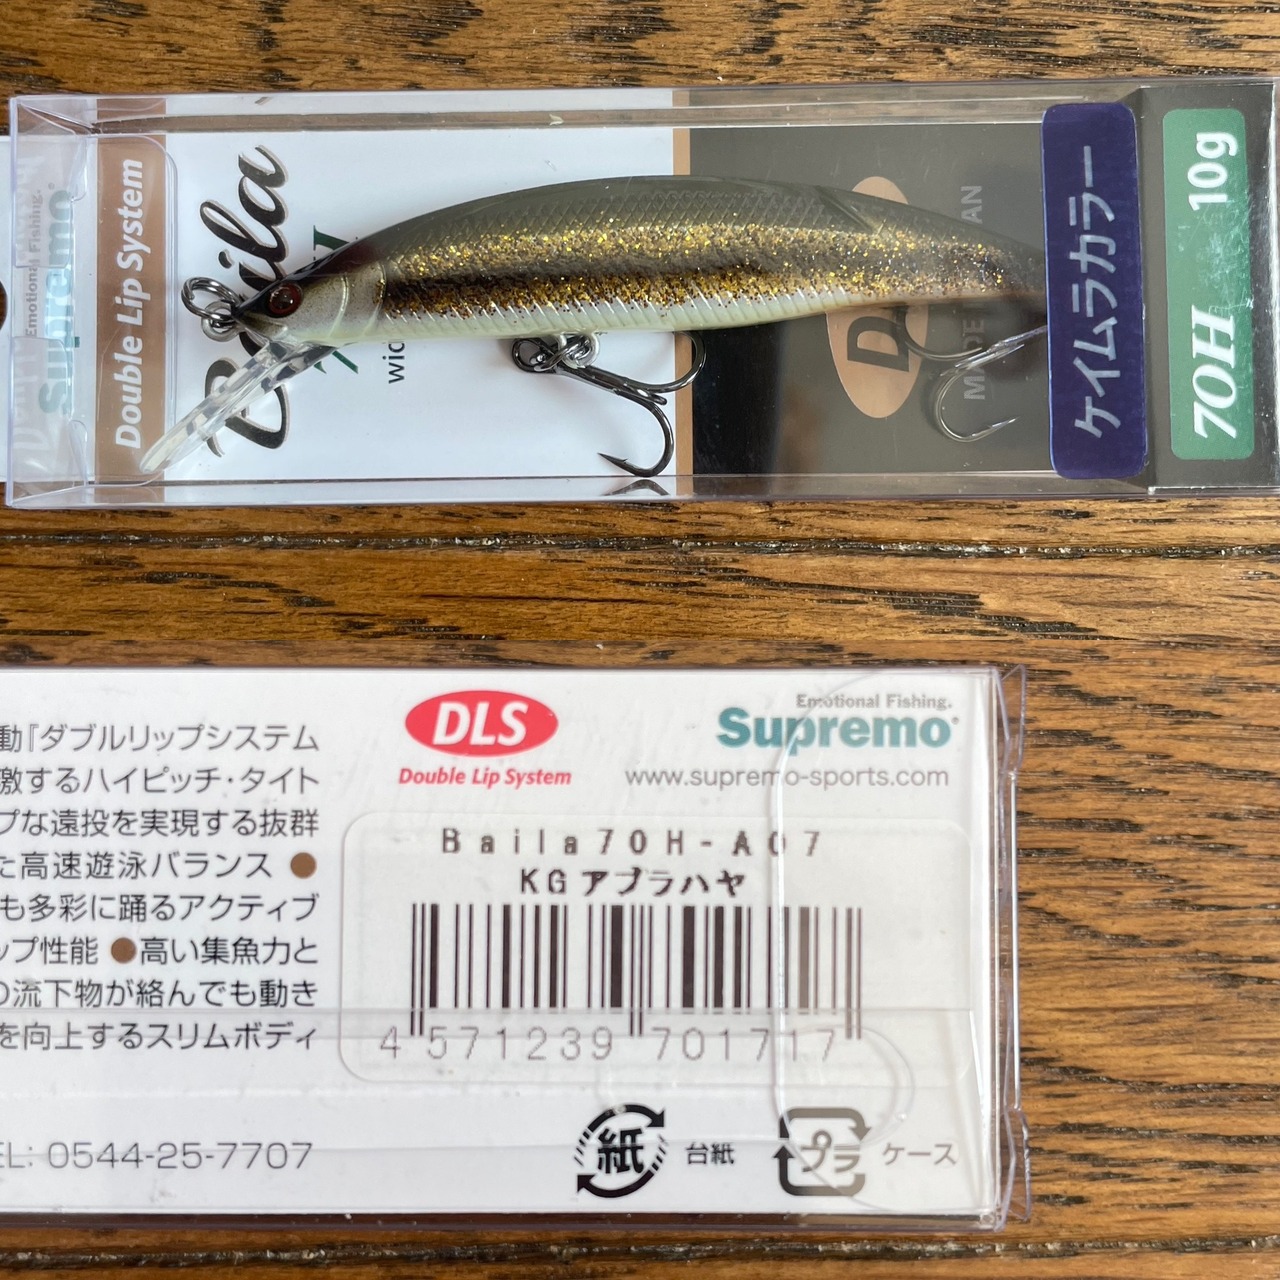 Emotional Fishing.
Supremo
Double Lip System
Baila
ケイムラカラー
70H 10g
動『ダブルリップシステム
激するハイピッチ・タイト
プな遠投を実現する抜群
た高速遊泳バランス ●
も多彩に踊るアクティブ
ップ性能 ●高い集魚力と
の流下物が絡んでも動き
を向上するスリムボディ
EL: 0544-25-7707
DLS
Double Lip System
Emotional Fishing.
Supremo
www.supremo-sports.com
Baila70H-A07
KGアブラハヤ
4 571239 701717
紙 台紙
プラ ケース